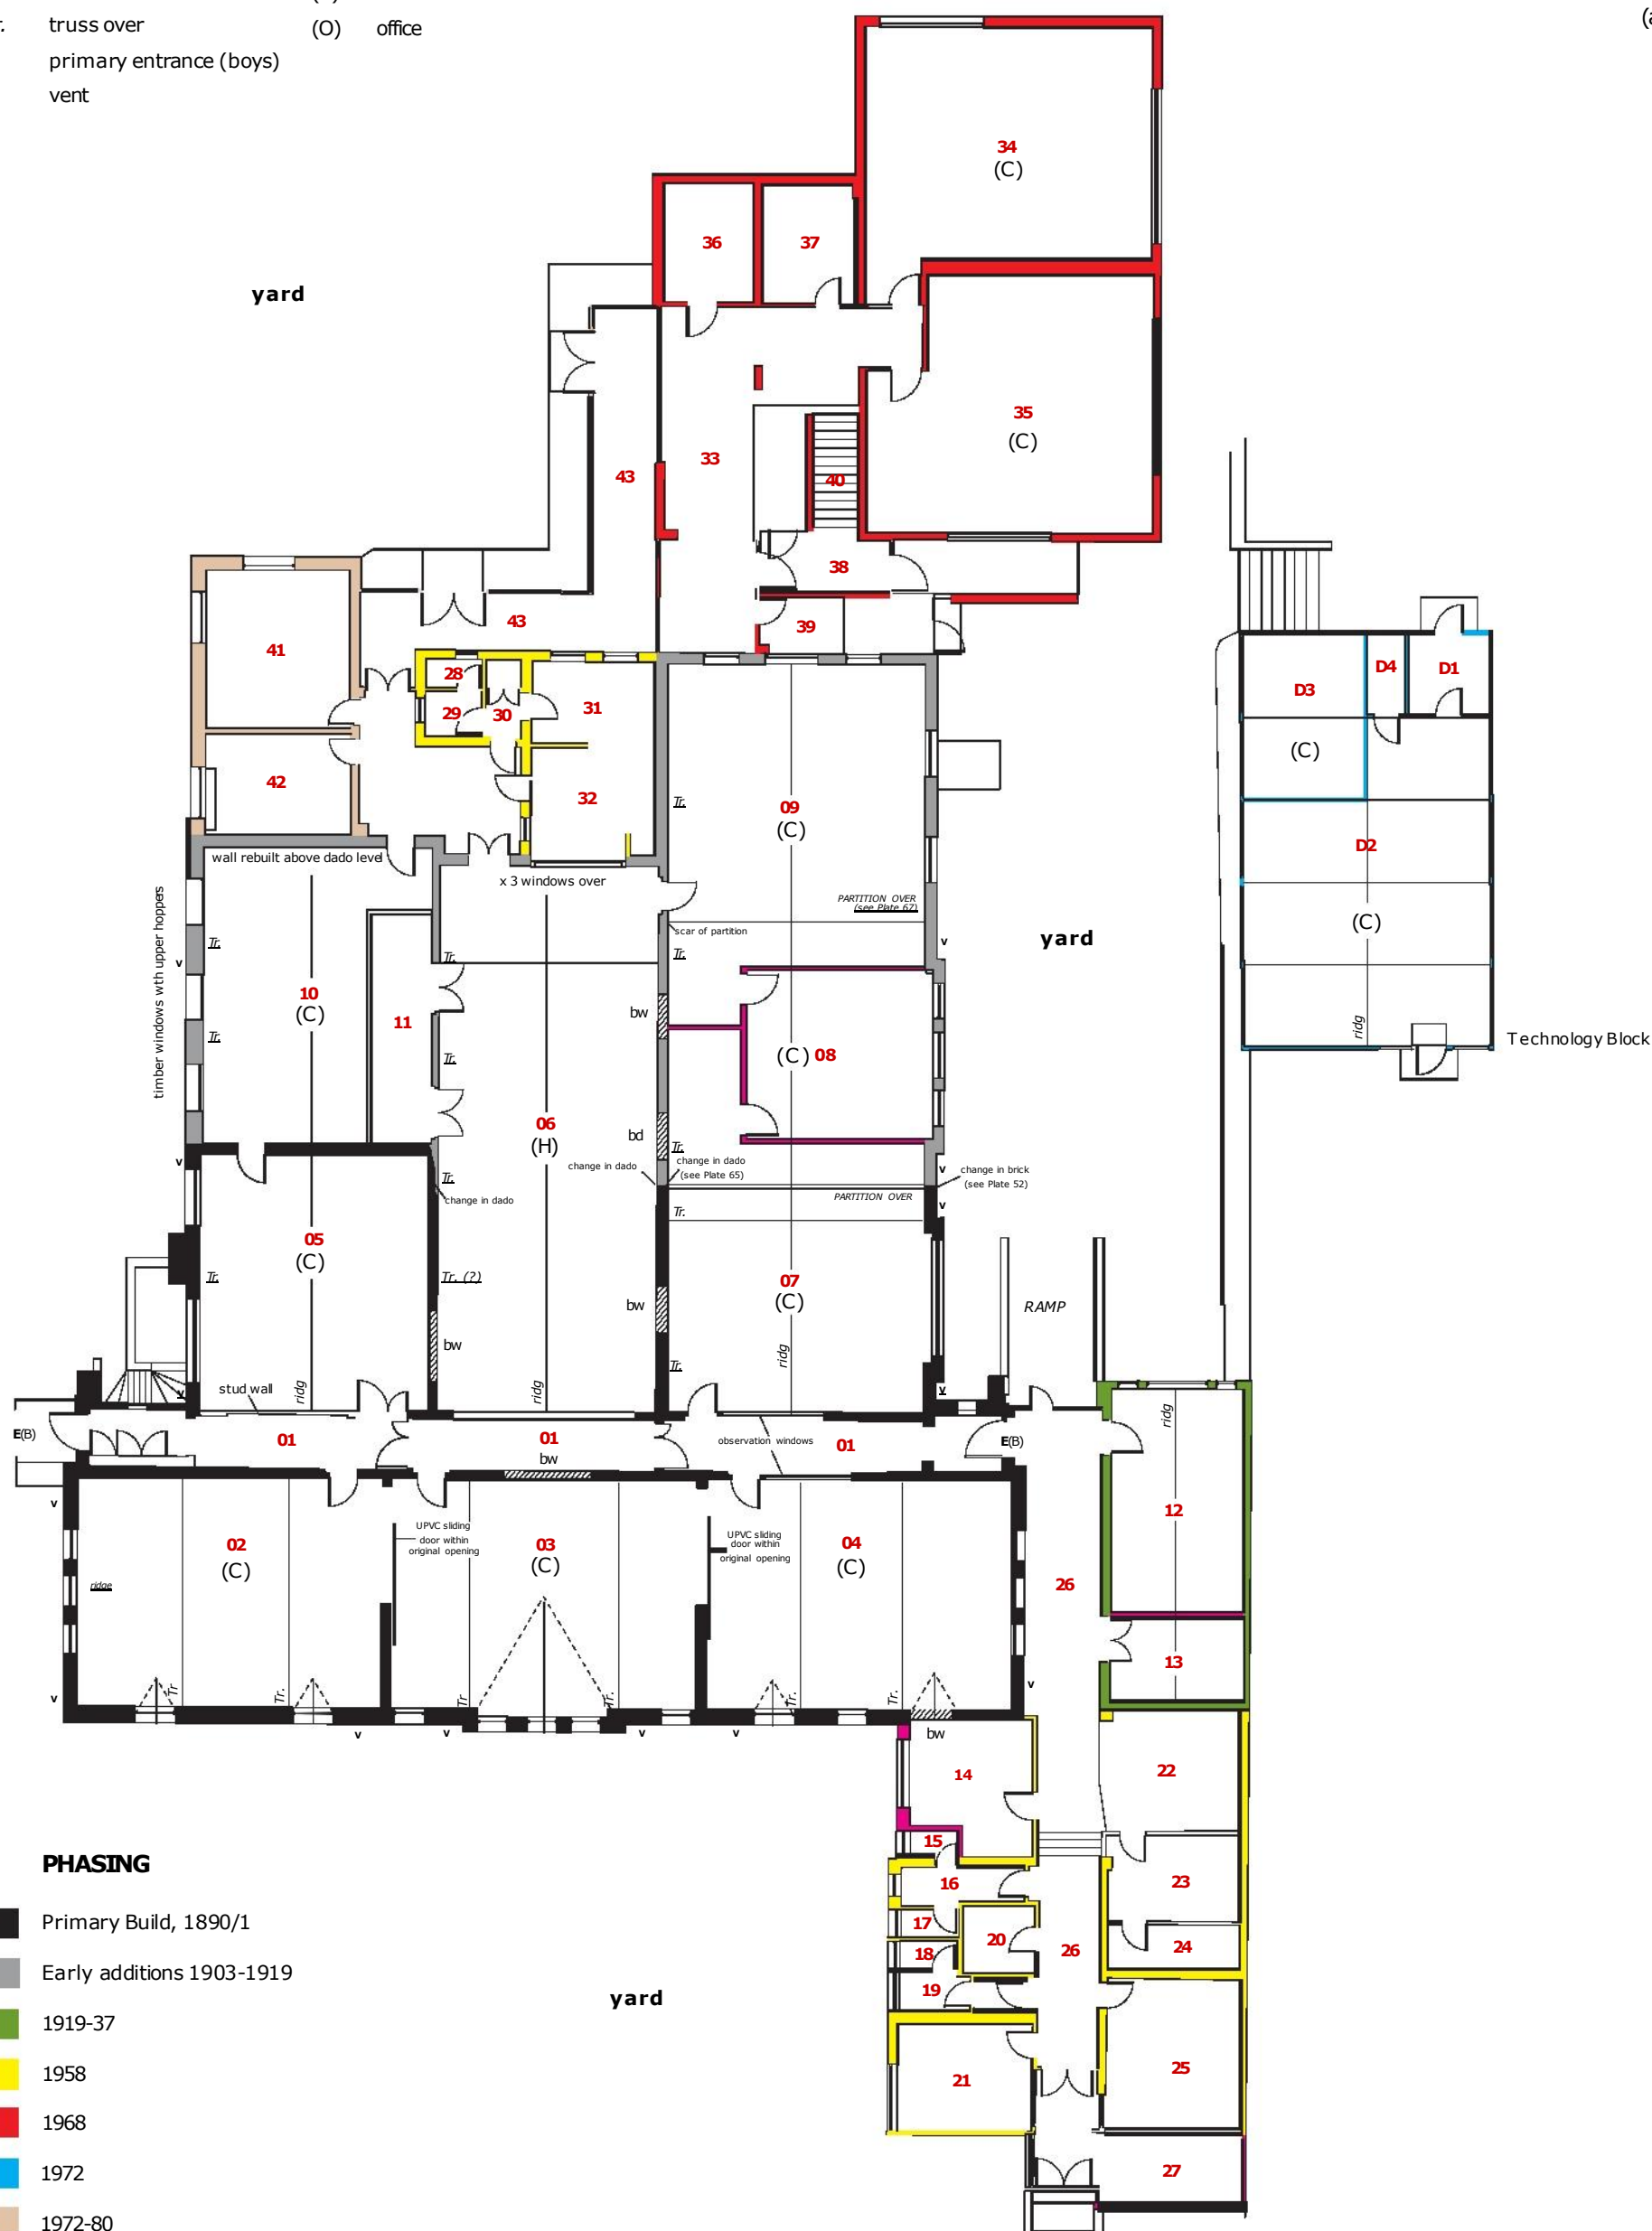 truss over
(O) office
primary entrance (boys)
vent
34
(C)
36
37
yard
35
(C)
33
43
40
38
43
39
41
28
29
30
31
42
32
Tr.
09
(C)
D3
D4
D1
(C)
D2
(C)
ridg
Technology Block
wall rebuilt above dado level
x 3 windows over
PARTITION OVER
(see Plate 67)
scar of partition
timber windows wth upper hoppers
v
Tr.
Tr.
Tr.
v
yard
10
(C)
11
bw
Tr.
Tr.
(C) 08
06
(H)
bd
Tr.
v
change in dado
change in dado
(see Plate 65)
v
change in brick
(see Plate 52)
Tr.
change in dado
PARTITION OVER
v
Tr.
05
(C)
Tr.
Tr. (?)
07
(C)
bw
RAMP
bw
ridg
Tr.
stud wall
ridg
ridg
v
v
ridg
E(B)
01
01
bw
observation windows
01
E(B)
v
UPVC sliding
door within
original opening
UPVC sliding
door within
original opening
02
(C)
03
(C)
04
(C)
12
26
ridge
13
Tr
Tr.
Tr
Tr.
Tr.
Tr.
v
v
v
v
v
v
bw
14
22
15
16
23
17
20
18
24
26
19
21
25
27
yard
PHASING
Primary Build, 1890/1
Early additions 1903-1919
1919-37
1958
1968
1972
1972-80